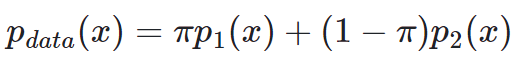 p_{data}(x) = πp_1(x) + (1 − π)p_2(x)